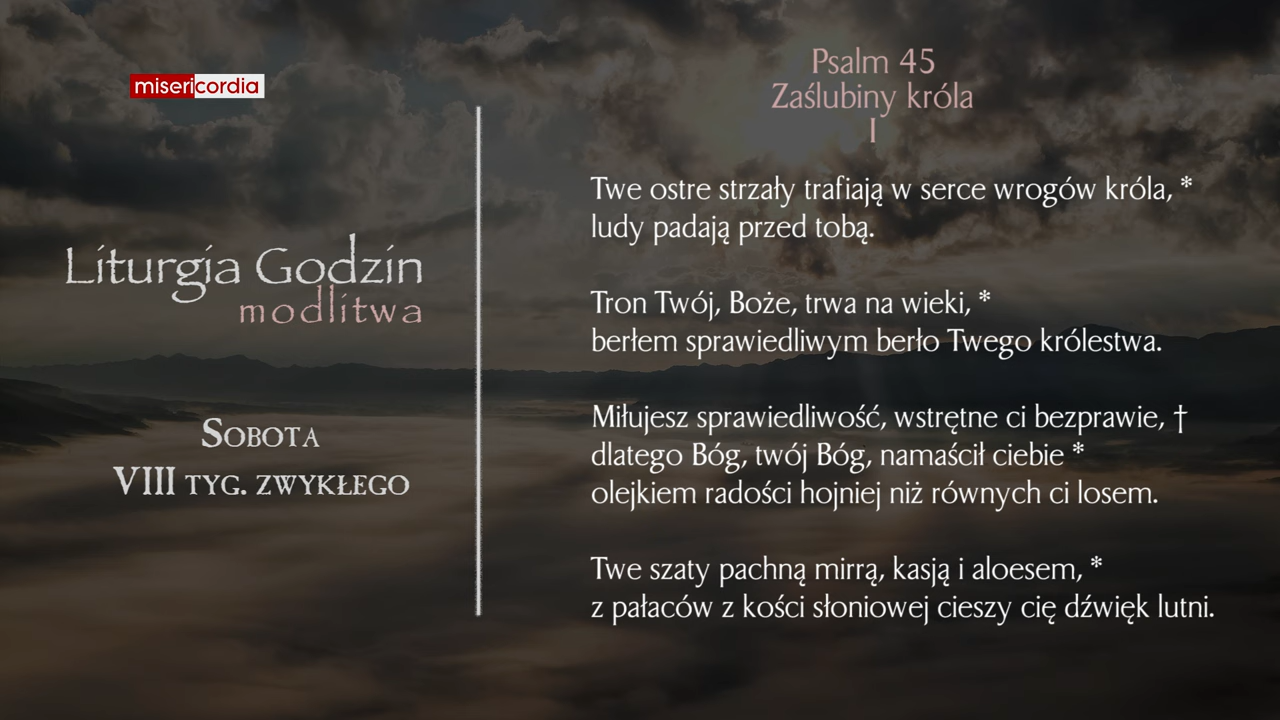 misericordia
Liturgia Godzin
modlitwa
Sobota
VIII tyg. zwykłego
Psalm 45
Zaślubiny króla
I
Twe ostre strzały trafiają w serce wrogów króla, *
ludy padają przed tobą.
Tron Twój, Boże, trwa na wieki, *
berłem sprawiedliwym berło Twego królestwa.
Miłujesz sprawiedliwość, wstrętne ci bezprawie, †
dlatego Bóg, twój Bóg, namaścił ciebie *
olejkiem radości hojniej niż równych ci losem.
Twe szaty pachną mirrą, kasją i aloesem, *
z pałaców z kości słoniowej cieszy cię dźwięk lutni.